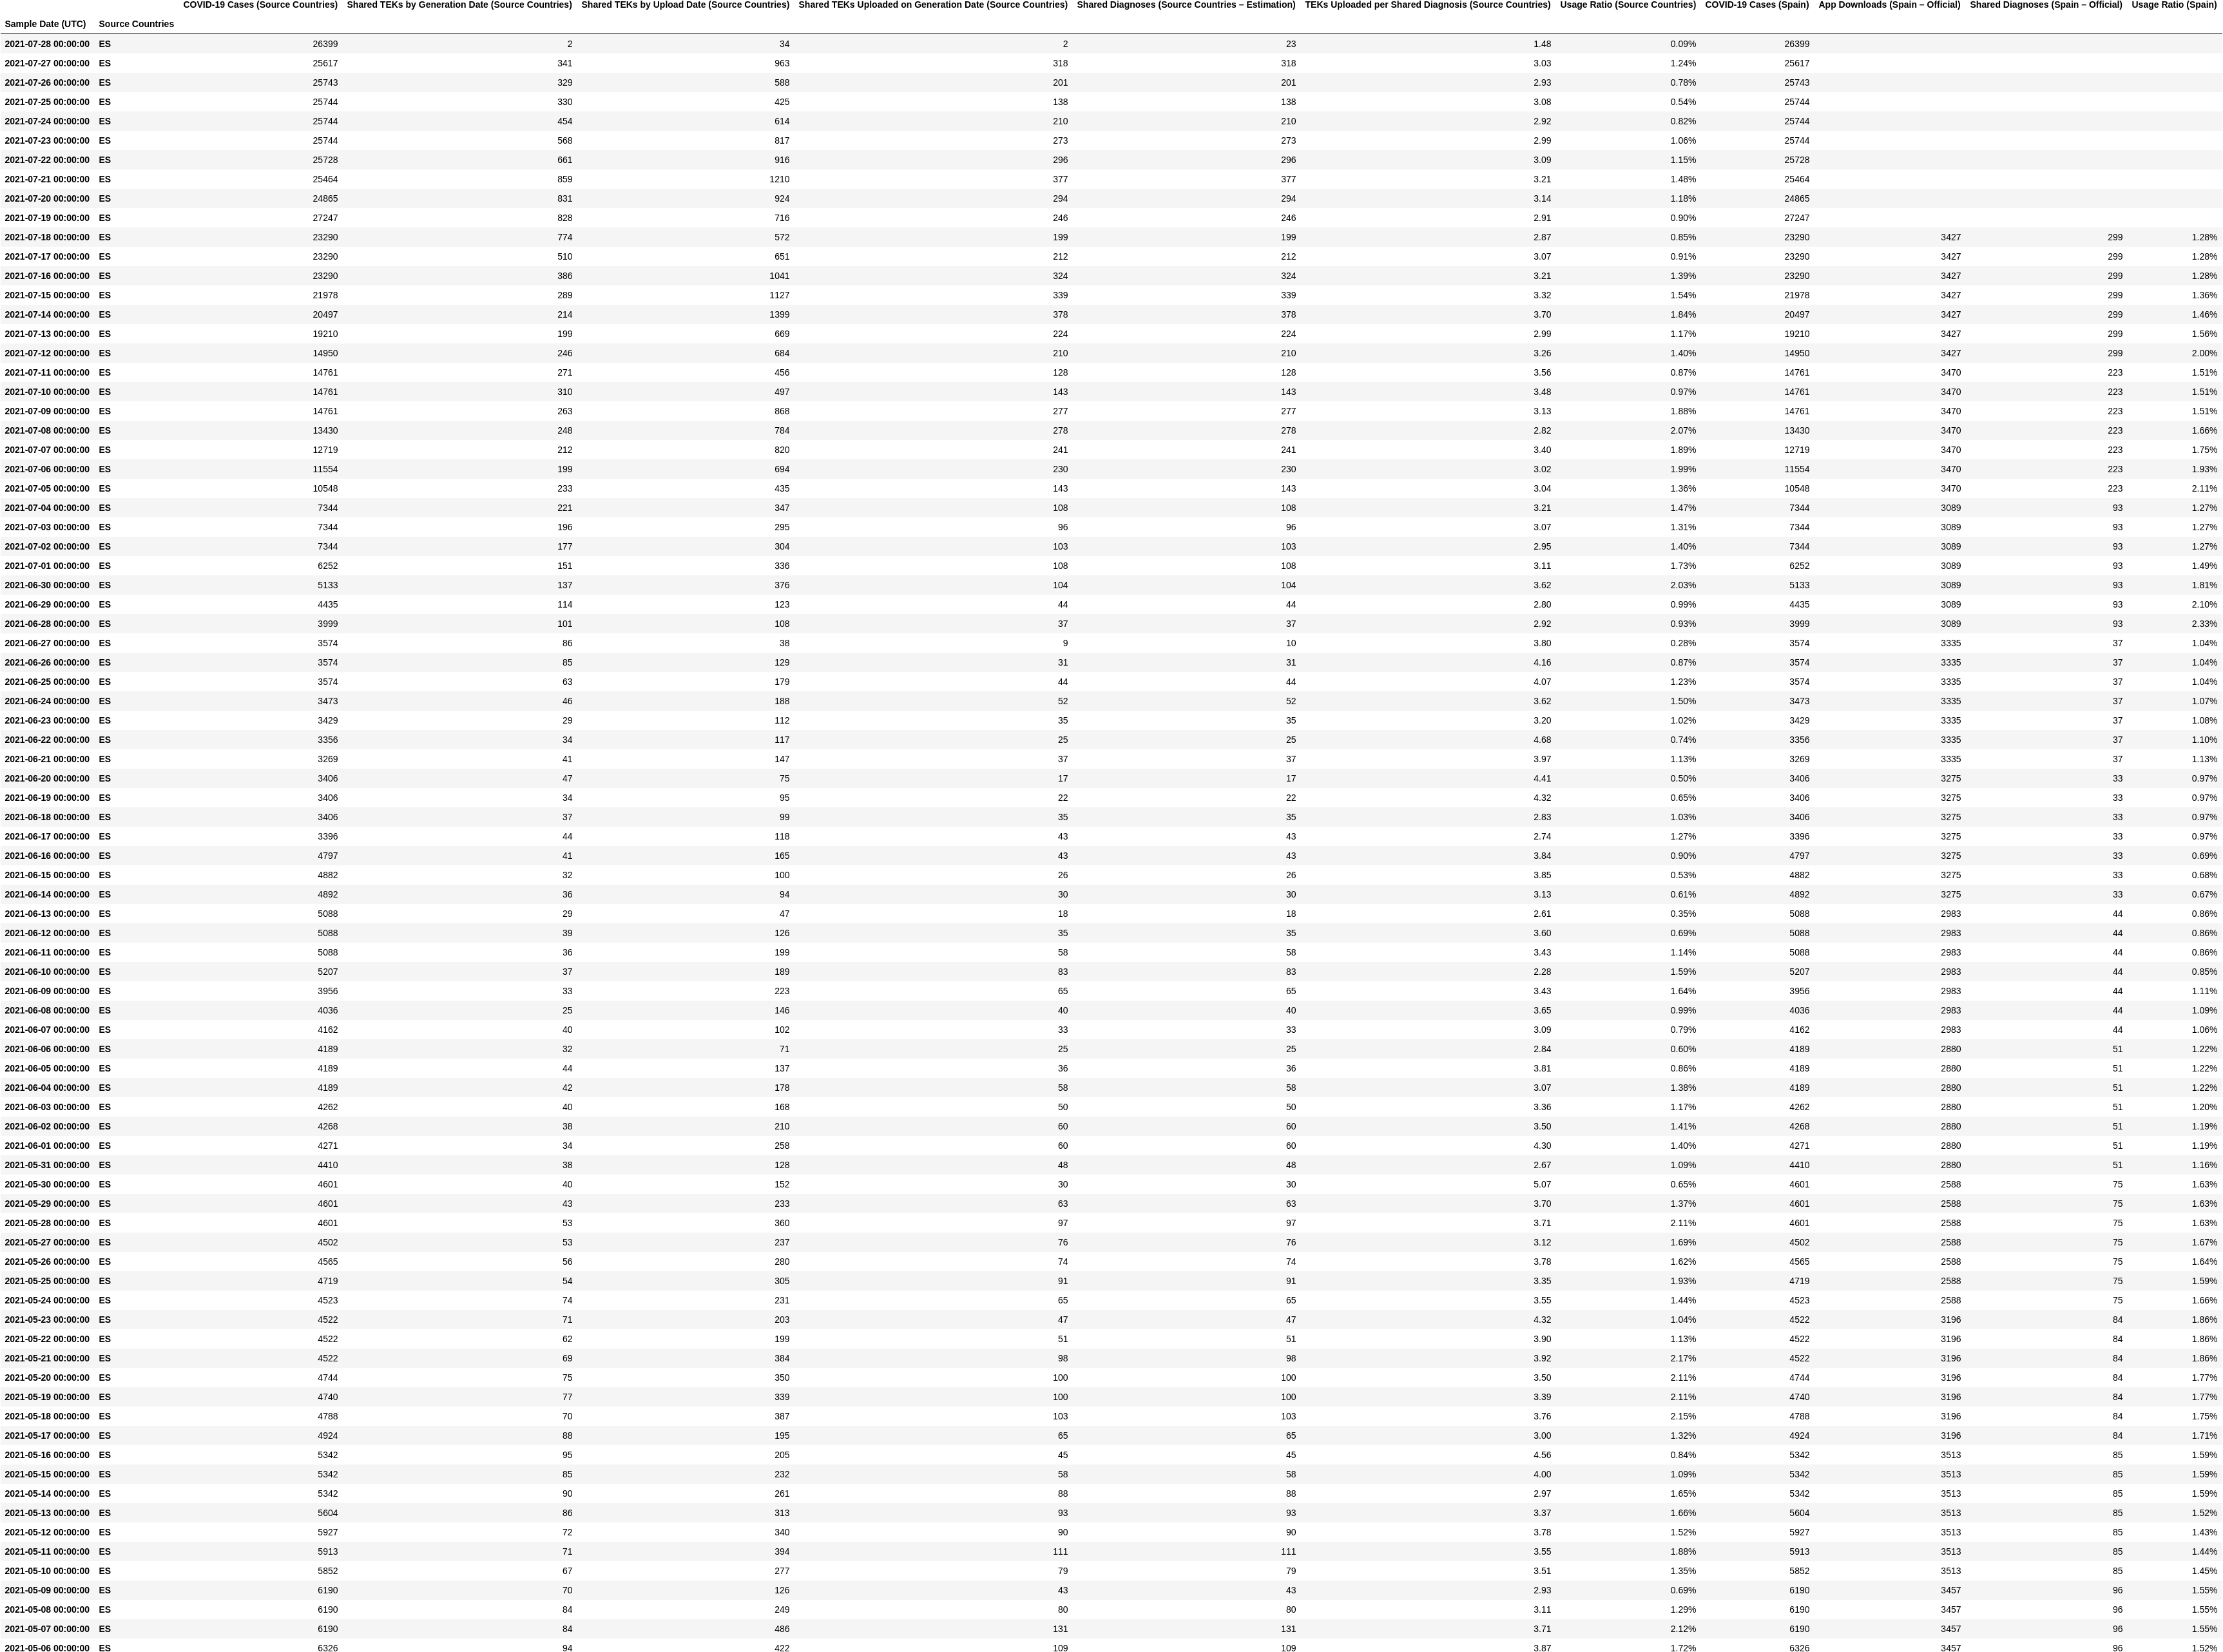 COVID-19 Cases (Source Countries) Shared TEKs by Generation Date (Source Countries) Shared TEKs by Upload Date (Source Countries) Shared TEKs Uploaded on Generation Date (Source Countries) Shared Diagnoses (Source Countries – Estimation) TEKs Uploaded per Shared Diagnosis (Source Countries) Usage Ratio (Source Countries) COVID-19 Cases (Spain) App Downloads (Spain – Official) Shared Diagnoses (Spain – Official) Usage Ratio (Spain)
Sample Date (UTC) Source Countries
2021-07-28 00:00:00 ES 26399 2 34 2 23 1.48 0.09% 26399
2021-07-27 00:00:00 ES 25617 341 963 318 318 3.03 1.24% 25617
2021-07-26 00:00:00 ES 25743 329 588 201 201 2.93 0.78% 25743
2021-07-25 00:00:00 ES 25744 330 425 138 138 3.08 0.54% 25744
2021-07-24 00:00:00 ES 25744 454 614 210 210 2.92 0.82% 25744
2021-07-23 00:00:00 ES 25744 568 817 273 273 2.99 1.06% 25744
2021-07-22 00:00:00 ES 25728 661 916 296 296 3.09 1.15% 25728
2021-07-21 00:00:00 ES 25464 859 1210 377 377 3.21 1.48% 25464
2021-07-20 00:00:00 ES 24865 831 924 294 294 3.14 1.18% 24865
2021-07-19 00:00:00 ES 27247 828 716 246 246 2.91 0.90% 27247
2021-07-18 00:00:00 ES 23290 774 572 199 199 2.87 0.85% 23290 3427 299 1.28%
2021-07-17 00:00:00 ES 23290 510 651 212 212 3.07 0.91% 23290 3427 299 1.28%
2021-07-16 00:00:00 ES 23290 386 1041 324 324 3.21 1.39% 23290 3427 299 1.28%
2021-07-15 00:00:00 ES 21978 289 1127 339 339 3.32 1.54% 21978 3427 299 1.36%
2021-07-14 00:00:00 ES 20497 214 1399 378 378 3.70 1.84% 20497 3427 299 1.46%
2021-07-13 00:00:00 ES 19210 199 669 224 224 2.99 1.17% 19210 3427 299 1.56%
2021-07-12 00:00:00 ES 14950 246 684 210 210 3.26 1.40% 14950 3427 299 2.00%
2021-07-11 00:00:00 ES 14761 271 456 128 128 3.56 0.87% 14761 3470 223 1.51%
2021-07-10 00:00:00 ES 14761 310 497 143 143 3.48 0.97% 14761 3470 223 1.51%
2021-07-09 00:00:00 ES 14761 263 868 277 277 3.13 1.88% 14761 3470 223 1.51%
2021-07-08 00:00:00 ES 13430 248 784 278 278 2.82 2.07% 13430 3470 223 1.66%
2021-07-07 00:00:00 ES 12719 212 820 241 241 3.40 1.89% 12719 3470 223 1.75%
2021-07-06 00:00:00 ES 11554 199 694 230 230 3.02 1.99% 11554 3470 223 1.93%
2021-07-05 00:00:00 ES 10548 233 435 143 143 3.04 1.36% 10548 3470 223 2.11%
2021-07-04 00:00:00 ES 7344 221 347 108 108 3.21 1.47% 7344 3089 93 1.27%
2021-07-03 00:00:00 ES 7344 196 295 96 96 3.07 1.31% 7344 3089 93 1.27%
2021-07-02 00:00:00 ES 7344 177 304 103 103 2.95 1.40% 7344 3089 93 1.27%
2021-07-01 00:00:00 ES 6252 151 336 108 108 3.11 1.73% 6252 3089 93 1.49%
2021-06-30 00:00:00 ES 5133 137 376 104 104 3.62 2.03% 5133 3089 93 1.81%
2021-06-29 00:00:00 ES 4435 114 123 44 44 2.80 0.99% 4435 3089 93 2.10%
2021-06-28 00:00:00 ES 3999 101 108 37 37 2.92 0.93% 3999 3089 93 2.33%
2021-06-27 00:00:00 ES 3574 86 38 9 10 3.80 0.28% 3574 3335 37 1.04%
2021-06-26 00:00:00 ES 3574 85 129 31 31 4.16 0.87% 3574 3335 37 1.04%
2021-06-25 00:00:00 ES 3574 63 179 44 44 4.07 1.23% 3574 3335 37 1.04%
2021-06-24 00:00:00 ES 3473 46 188 52 52 3.62 1.50% 3473 3335 37 1.07%
2021-06-23 00:00:00 ES 3429 29 112 35 35 3.20 1.02% 3429 3335 37 1.08%
2021-06-22 00:00:00 ES 3356 34 117 25 25 4.68 0.74% 3356 3335 37 1.10%
2021-06-21 00:00:00 ES 3269 41 147 37 37 3.97 1.13% 3269 3335 37 1.13%
2021-06-20 00:00:00 ES 3406 47 75 17 17 4.41 0.50% 3406 3275 33 0.97%
2021-06-19 00:00:00 ES 3406 34 95 22 22 4.32 0.65% 3406 3275 33 0.97%
2021-06-18 00:00:00 ES 3406 37 99 35 35 2.83 1.03% 3406 3275 33 0.97%
2021-06-17 00:00:00 ES 3396 44 118 43 43 2.74 1.27% 3396 3275 33 0.97%
2021-06-16 00:00:00 ES 4797 41 165 43 43 3.84 0.90% 4797 3275 33 0.69%
2021-06-15 00:00:00 ES 4882 32 100 26 26 3.85 0.53% 4882 3275 33 0.68%
2021-06-14 00:00:00 ES 4892 36 94 30 30 3.13 0.61% 4892 3275 33 0.67%
2021-06-13 00:00:00 ES 5088 29 47 18 18 2.61 0.35% 5088 2983 44 0.86%
2021-06-12 00:00:00 ES 5088 39 126 35 35 3.60 0.69% 5088 2983 44 0.86%
2021-06-11 00:00:00 ES 5088 36 199 58 58 3.43 1.14% 5088 2983 44 0.86%
2021-06-10 00:00:00 ES 5207 37 189 83 83 2.28 1.59% 5207 2983 44 0.85%
2021-06-09 00:00:00 ES 3956 33 223 65 65 3.43 1.64% 3956 2983 44 1.11%
2021-06-08 00:00:00 ES 4036 25 146 40 40 3.65 0.99% 4036 2983 44 1.09%
2021-06-07 00:00:00 ES 4162 40 102 33 33 3.09 0.79% 4162 2983 44 1.06%
2021-06-06 00:00:00 ES 4189 32 71 25 25 2.84 0.60% 4189 2880 51 1.22%
2021-06-05 00:00:00 ES 4189 44 137 36 36 3.81 0.86% 4189 2880 51 1.22%
2021-06-04 00:00:00 ES 4189 42 178 58 58 3.07 1.38% 4189 2880 51 1.22%
2021-06-03 00:00:00 ES 4262 40 168 50 50 3.36 1.17% 4262 2880 51 1.20%
2021-06-02 00:00:00 ES 4268 38 210 60 60 3.50 1.41% 4268 2880 51 1.19%
2021-06-01 00:00:00 ES 4271 34 258 60 60 4.30 1.40% 4271 2880 51 1.19%
2021-05-31 00:00:00 ES 4410 38 128 48 48 2.67 1.09% 4410 2880 51 1.16%
2021-05-30 00:00:00 ES 4601 40 152 30 30 5.07 0.65% 4601 2588 75 1.63%
2021-05-29 00:00:00 ES 4601 43 233 63 63 3.70 1.37% 4601 2588 75 1.63%
2021-05-28 00:00:00 ES 4601 53 360 97 97 3.71 2.11% 4601 2588 75 1.63%
2021-05-27 00:00:00 ES 4502 53 237 76 76 3.12 1.69% 4502 2588 75 1.67%
2021-05-26 00:00:00 ES 4565 56 280 74 74 3.78 1.62% 4565 2588 75 1.64%
2021-05-25 00:00:00 ES 4719 54 305 91 91 3.35 1.93% 4719 2588 75 1.59%
2021-05-24 00:00:00 ES 4523 74 231 65 65 3.55 1.44% 4523 2588 75 1.66%
2021-05-23 00:00:00 ES 4522 71 203 47 47 4.32 1.04% 4522 3196 84 1.86%
2021-05-22 00:00:00 ES 4522 62 199 51 51 3.90 1.13% 4522 3196 84 1.86%
2021-05-21 00:00:00 ES 4522 69 384 98 98 3.92 2.17% 4522 3196 84 1.86%
2021-05-20 00:00:00 ES 4744 75 350 100 100 3.50 2.11% 4744 3196 84 1.77%
2021-05-19 00:00:00 ES 4740 77 339 100 100 3.39 2.11% 4740 3196 84 1.77%
2021-05-18 00:00:00 ES 4788 70 387 103 103 3.76 2.15% 4788 3196 84 1.75%
2021-05-17 00:00:00 ES 4924 88 195 65 65 3.00 1.32% 4924 3196 84 1.71%
2021-05-16 00:00:00 ES 5342 95 205 45 45 4.56 0.84% 5342 3513 85 1.59%
2021-05-15 00:00:00 ES 5342 85 232 58 58 4.00 1.09% 5342 3513 85 1.59%
2021-05-14 00:00:00 ES 5342 90 261 88 88 2.97 1.65% 5342 3513 85 1.59%
2021-05-13 00:00:00 ES 5604 86 313 93 93 3.37 1.66% 5604 3513 85 1.52%
2021-05-12 00:00:00 ES 5927 72 340 90 90 3.78 1.52% 5927 3513 85 1.43%
2021-05-11 00:00:00 ES 5913 71 394 111 111 3.55 1.88% 5913 3513 85 1.44%
2021-05-10 00:00:00 ES 5852 67 277 79 79 3.51 1.35% 5852 3513 85 1.45%
2021-05-09 00:00:00 ES 6190 70 126 43 43 2.93 0.69% 6190 3457 96 1.55%
2021-05-08 00:00:00 ES 6190 84 249 80 80 3.11 1.29% 6190 3457 96 1.55%
2021-05-07 00:00:00 ES 6190 84 486 131 131 3.71 2.12% 6190 3457 96 1.55%
2021-05-06 00:00:00 ES 6326 94 422 109 109 3.87 1.72% 6326 3457 96 1.52%